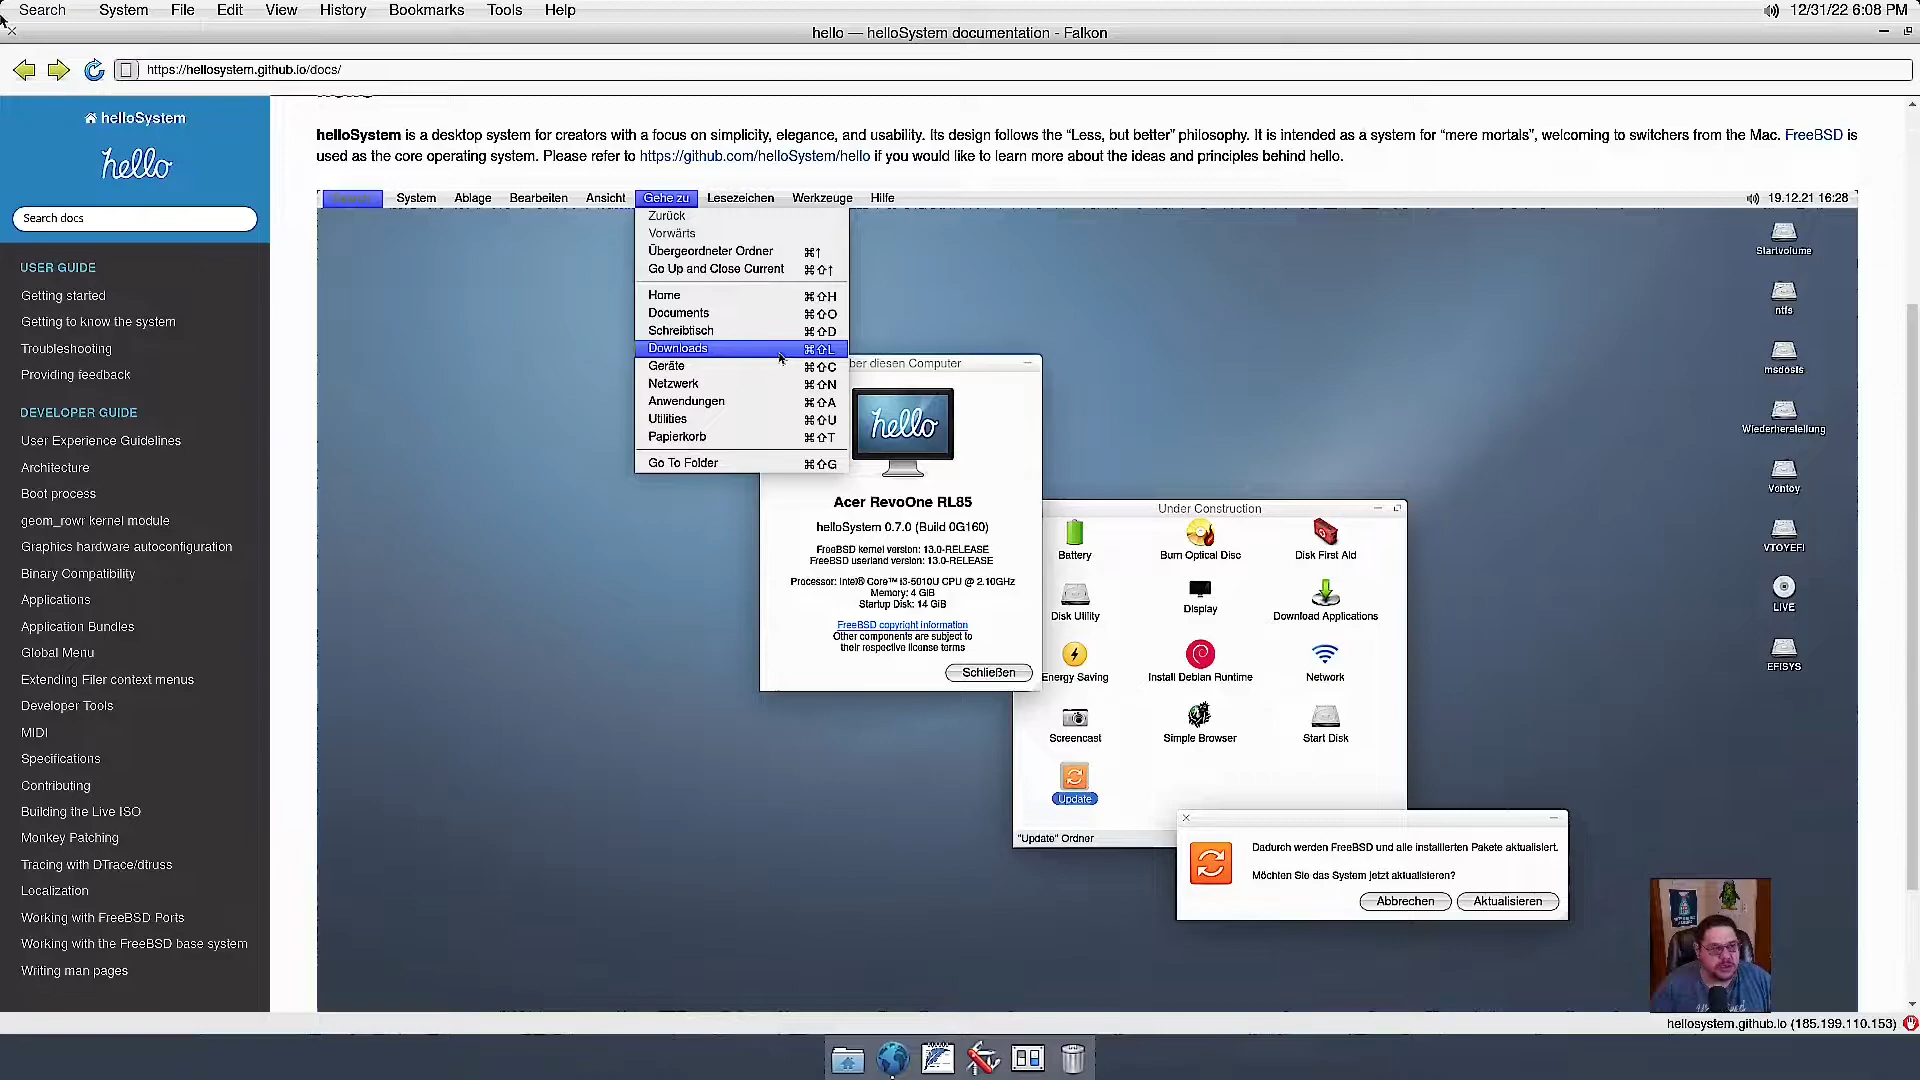 Search System File Edit View History Bookmarks Tools Help 12/31/22 6:08 PM
hello — helloSystem documentation - Falkon
https://hellosystem.github.io/docs/
helloSystem
hello
Search docs
USER GUIDE
Getting started
Getting to know the system
Troubleshooting
Providing feedback
DEVELOPER GUIDE
User Experience Guidelines
Architecture
Boot process
geom_rowr kernel module
Graphics hardware autoconfiguration
Binary Compatibility
Applications
Application Bundles
Global Menu
Extending Filer context menus
Developer Tools
MIDI
Specifications
Contributing
Building the Live ISO
Monkey Patching
Tracing with DTrace/dtruss
Localization
Working with FreeBSD Ports
Working with the FreeBSD base system
Writing man pages
helloSystem is a desktop system for creators with a focus on simplicity, elegance, and usability. Its design follows the “Less, but better” philosophy. It is intended as a system for “mere mortals”, welcoming to switchers from the Mac. FreeBSD is
used as the core operating system. Please refer to https://github.com/helloSystem/hello if you would like to learn more about the ideas and principles behind hello.
System Ablage Bearbeiten Ansicht Gehe zu Lesezeichen Werkzeuge Hilfe 19.12.21 16:28
Zurück
Vorwärts
Übergeordneter Ordner ⌘↑
Go Up and Close Current ⌘⇧↑
Home ⌘⇧H
Documents ⌘⇧O
Schreibtisch ⌘⇧D
Downloads ⌘⇧L
Geräte ⌘⇧C
Netzwerk ⌘⇧N
Anwendungen ⌘⇧A
Utilities ⌘⇧U
Papierkorb ⌘⇧T
Go To Folder ⌘⇧G
ber diesen Computer
hello
Acer RevoOne RL85
helloSystem 0.7.0 (Build 0G160)
FreeBSD kernel version: 13.0-RELEASE
FreeBSD userland version: 13.0-RELEASE
Processor: Intel® Core™ i3-5010U CPU @ 2.10GHz
Memory: 4 GiB
Startup Disk: 14 GiB
FreeBSD copyright information
Other components are subject to
their respective license terms
Schließen
Under Construction
Battery Burn Optical Disc Disk First Aid
Disk Utility Display Download Applications
Energy Saving Install Debian Runtime Network
Screencast Simple Browser Start Disk
Update
"Update" Ordner
Dadurch werden FreeBSD und alle installierten Pakete aktualisiert.
Möchten Sie das System jetzt aktualisieren?
Abbrechen Aktualisieren
Startvolume
ntfs
msdosfs
Wiederherstellung
Ventoy
VTOYEFI
LIVE
EFISYS
hellosystem.github.io (185.199.110.153)